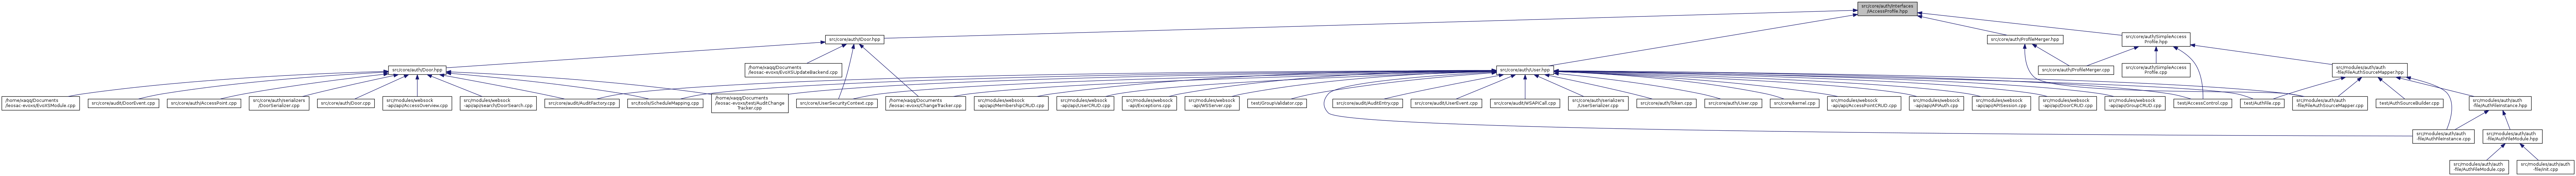 src/core/auth/Interfaces
/IAccessProfile.hpp
src/core/auth/IDoor.hpp
src/core/auth/ProfileMerger.hpp
src/core/auth/SimpleAccess
Profile.hpp
src/core/auth/Door.hpp
/home/xaqq/Documents
/leosac-evoxs/EvoXSUpdateBackend.cpp
src/core/auth/User.hpp
src/core/auth/ProfileMerger.cpp
src/core/auth/SimpleAccess
Profile.cpp
src/modules/auth/auth
-file/FileAuthSourceMapper.hpp
/home/xaqq/Documents
/leosac-evoxs/EvoXSModule.cpp
src/core/audit/DoorEvent.cpp
src/core/auth/AccessPoint.cpp
src/core/auth/serializers
/DoorSerializer.cpp
src/core/auth/Door.cpp
src/modules/websock
-api/api/AccessOverview.cpp
src/modules/websock
-api/api/search/DoorSearch.cpp
src/core/audit/AuditFactory.cpp
src/tools/ScheduleMapping.cpp
/home/xaqq/Documents
/leosac-evoxs/test/AuditChange
Tracker.cpp
src/core/UserSecurityContext.cpp
/home/xaqq/Documents
/leosac-evoxs/ChangeTracker.cpp
src/modules/websock
-api/api/MembershipCRUD.cpp
src/modules/websock
-api/api/UserCRUD.cpp
src/modules/websock
-api/Exceptions.cpp
src/modules/websock
-api/WSServer.cpp
test/GroupValidator.cpp
src/core/audit/AuditEntry.cpp
src/core/audit/UserEvent.cpp
src/core/audit/WSAPICall.cpp
src/core/auth/serializers
/UserSerializer.cpp
src/core/auth/Token.cpp
src/core/auth/User.cpp
src/core/kernel.cpp
src/modules/websock
-api/api/AccessPointCRUD.cpp
src/modules/websock
-api/api/APIAuth.cpp
src/modules/websock
-api/api/APISession.cpp
src/modules/websock
-api/api/DoorCRUD.cpp
src/modules/websock
-api/api/GroupCRUD.cpp
test/AccessControl.cpp
test/AuthFile.cpp
src/modules/auth/auth
-file/FileAuthSourceMapper.cpp
test/AuthSourceBuilder.cpp
src/modules/auth/auth
-file/AuthFileInstance.hpp
src/modules/auth/auth
-file/AuthFileInstance.cpp
src/modules/auth/auth
-file/AuthFileModule.hpp
src/modules/auth/auth
-file/AuthFileModule.cpp
src/modules/auth/auth
-file/init.cpp